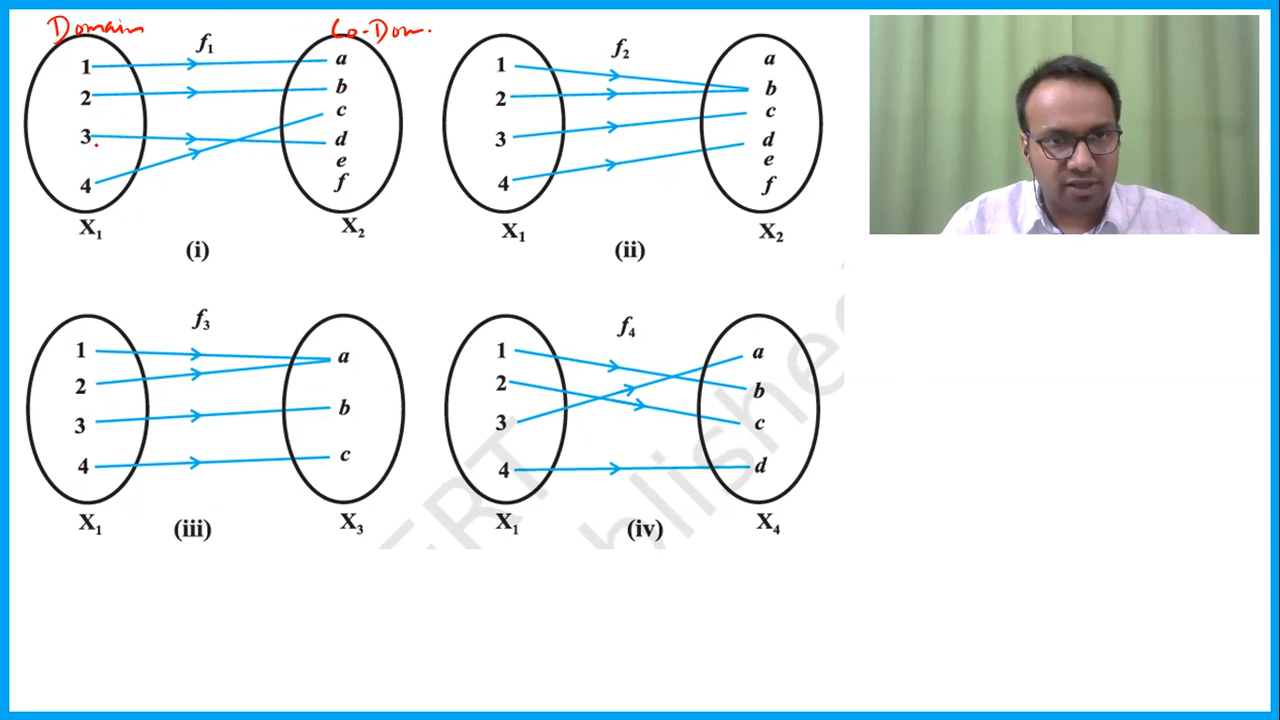 Domain
Co-Dom.
f1
1
2
3
4
a
b
c
d
e
f
X1
X2
(i)
f2
1
2
3
4
a
b
c
d
e
f
X1
X2
(ii)
f3
1
2
3
4
a
b
c
X1
X3
(iii)
f4
1
2
3
4
a
b
c
d
X1
X4
(iv)